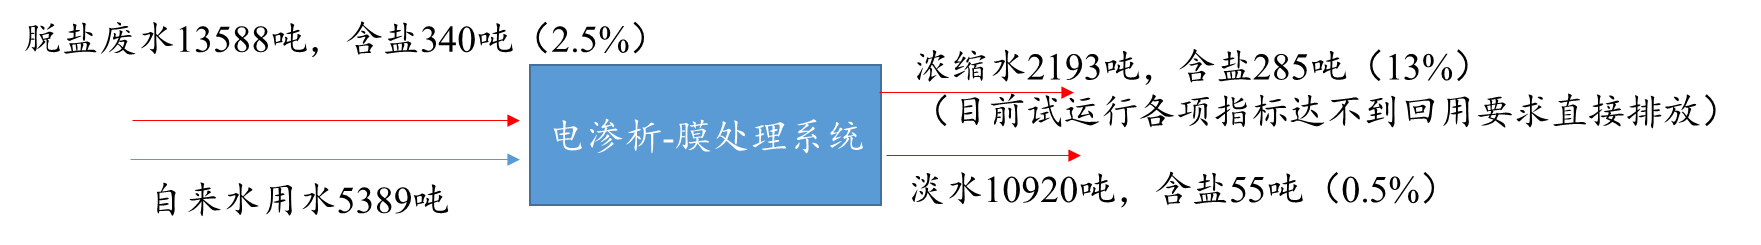 脱盐废水13588吨，含盐340吨（2.5%）
浓缩水2193吨，含盐285吨（13%）
（目前试运行各项指标达不到回用要求直接排放）
电渗析-膜处理系统
自来水用水5389吨
淡水10920吨，含盐55吨（0.5%）